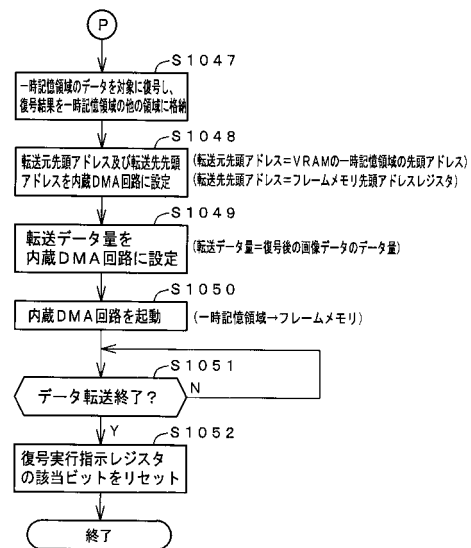 P
S1047
一時記憶領域のデータを対象に復号し、
復号結果を一時記憶領域の他の領域に格納
S1048
転送元先頭アドレス及び転送先先頭
アドレスを内蔵DMA回路に設定
(転送元先頭アドレス=VRAMの一時記憶領域の先頭アドレス)
(転送先先頭アドレス=フレームメモリ先頭アドレスレジスタ)
S1049
転送データ量を
内蔵DMA回路に設定
(転送データ量=復号後の画像データのデータ量)
S1050
内蔵DMA回路を起動
(一時記憶領域→フレームメモリ)
S1051
データ転送終了?
N
Y
S1052
復号実行指示レジスタ
の該当ビットをリセット
終了